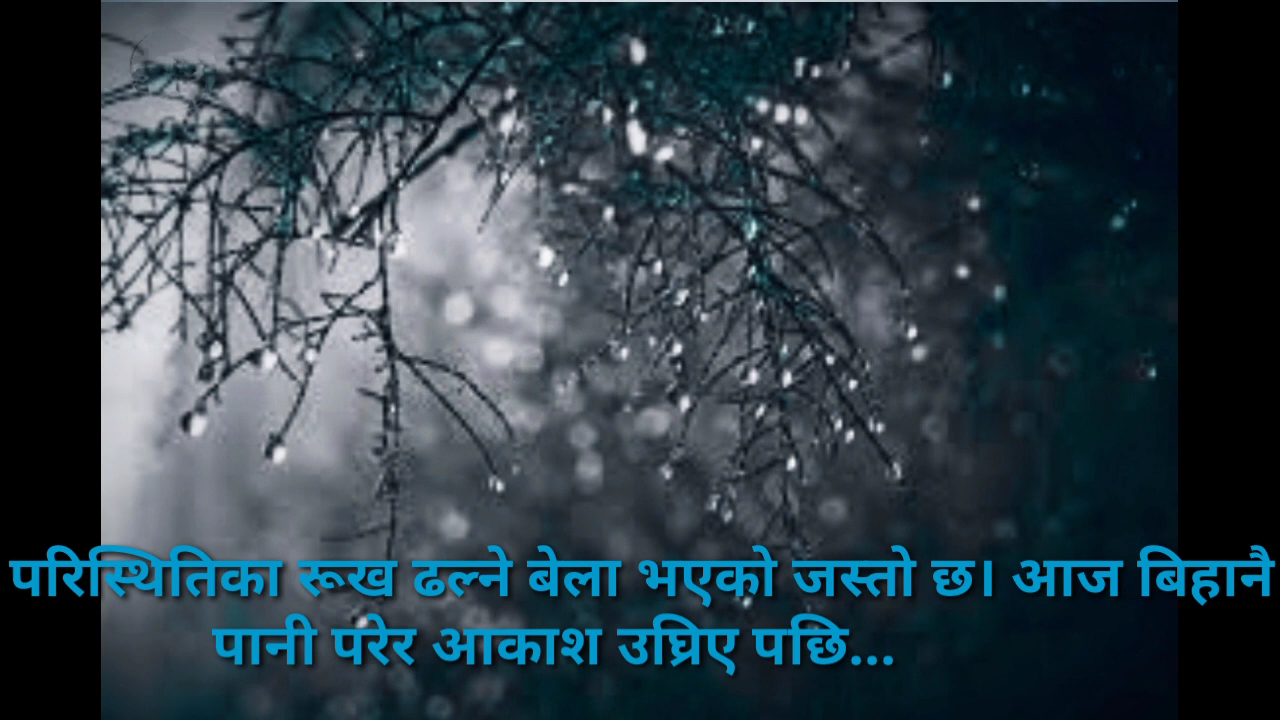 परिस्थितिका रूख ढल्ने बेला भएको जस्तो छ। आज बिहानै
पानी परेर आकाश उघ्रिए पछि...